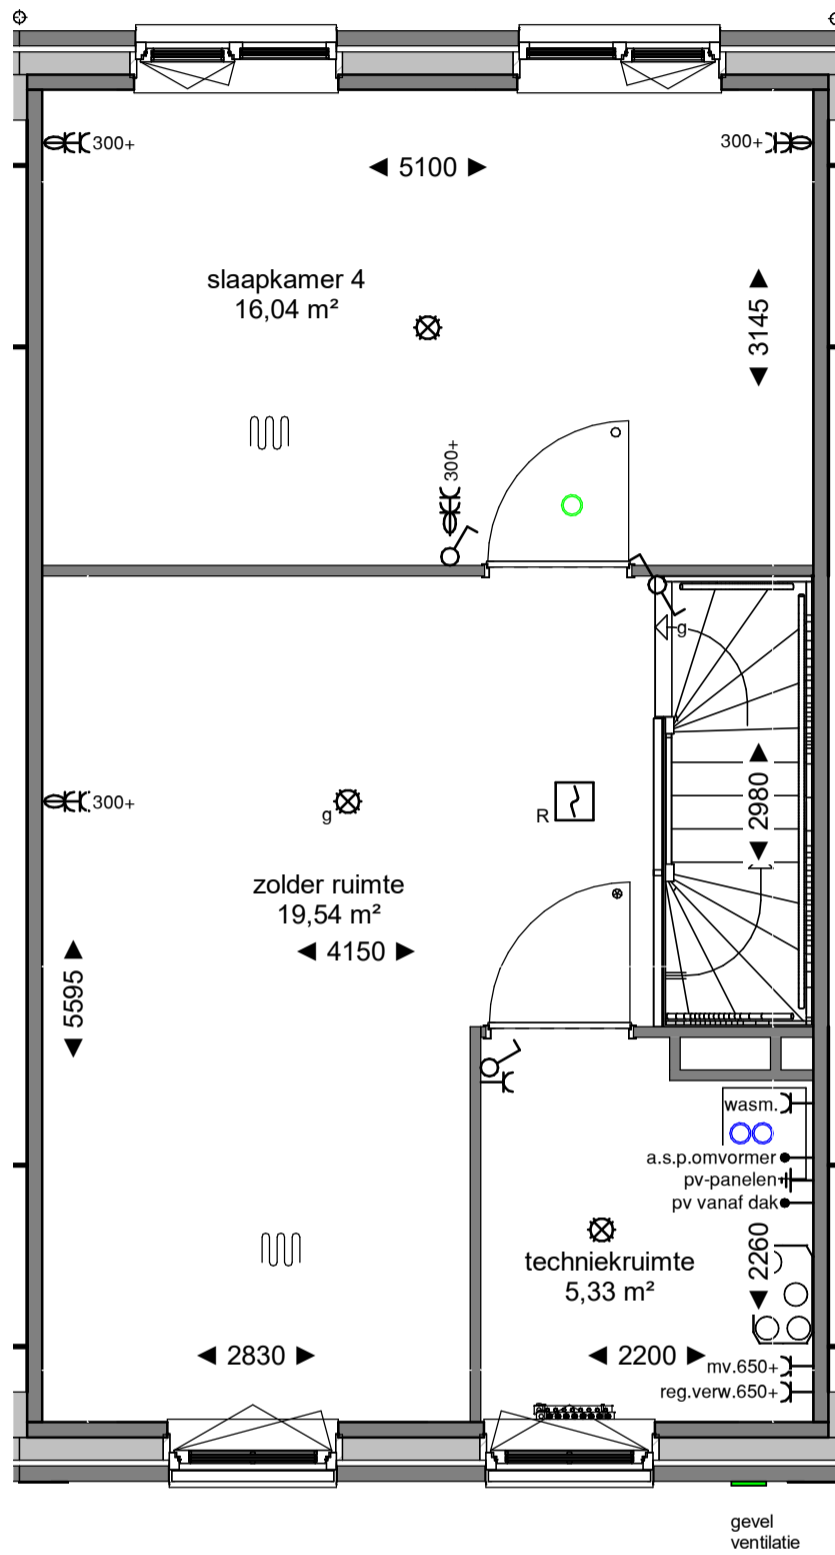 300+
300+
5100
slaapkamer 4
16,04 m²
3145
300+
g
2980
300+
g
R
zolder ruimte
19,54 m²
4150
5595
wasm.
a.s.p.omvormer
pv-panelen
pv vanaf dak
techniekruimte
5,33 m²
2260
2830
2200
mv.650+
reg.verw.650+
gevel
ventilatie